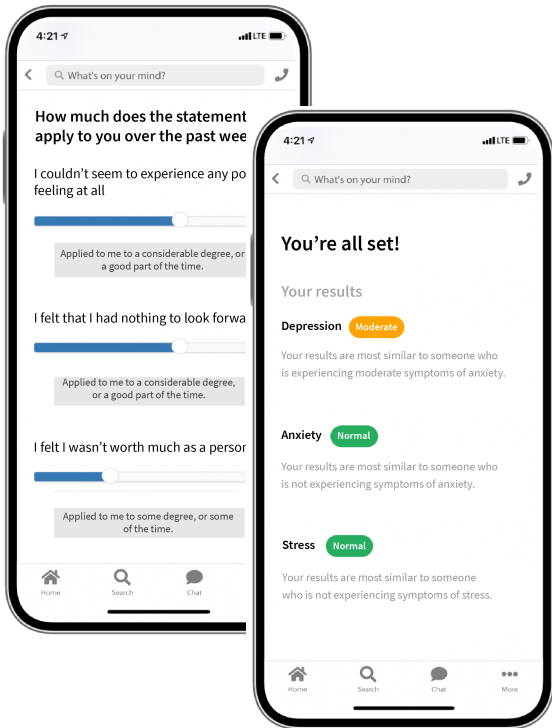 4:21
LTE
What's on your mind?
How much does the statement
apply to you over the past wee
I couldn't seem to experience any po
feeling at all
Applied to me to a considerable degree, or
a good part of the time.
I felt that I had nothing to look forwa
Applied to me to a considerable degree,
or a good part of the time.
I felt I wasn't worth much as a person
Applied to me to some degree, or some
of the time.
Home Search Chat
4:21
LTE
What's on your mind?
You're all set!
Your results
Depression Moderate
Your results are most similar to someone who
is experiencing moderate symptoms of anxiety.
Anxiety Normal
Your results are most similar to someone who
is not experiencing symptoms of anxiety.
Stress Normal
Your results are most similar to someone
who is not experiencing symptoms of stress.
Home Search Chat More